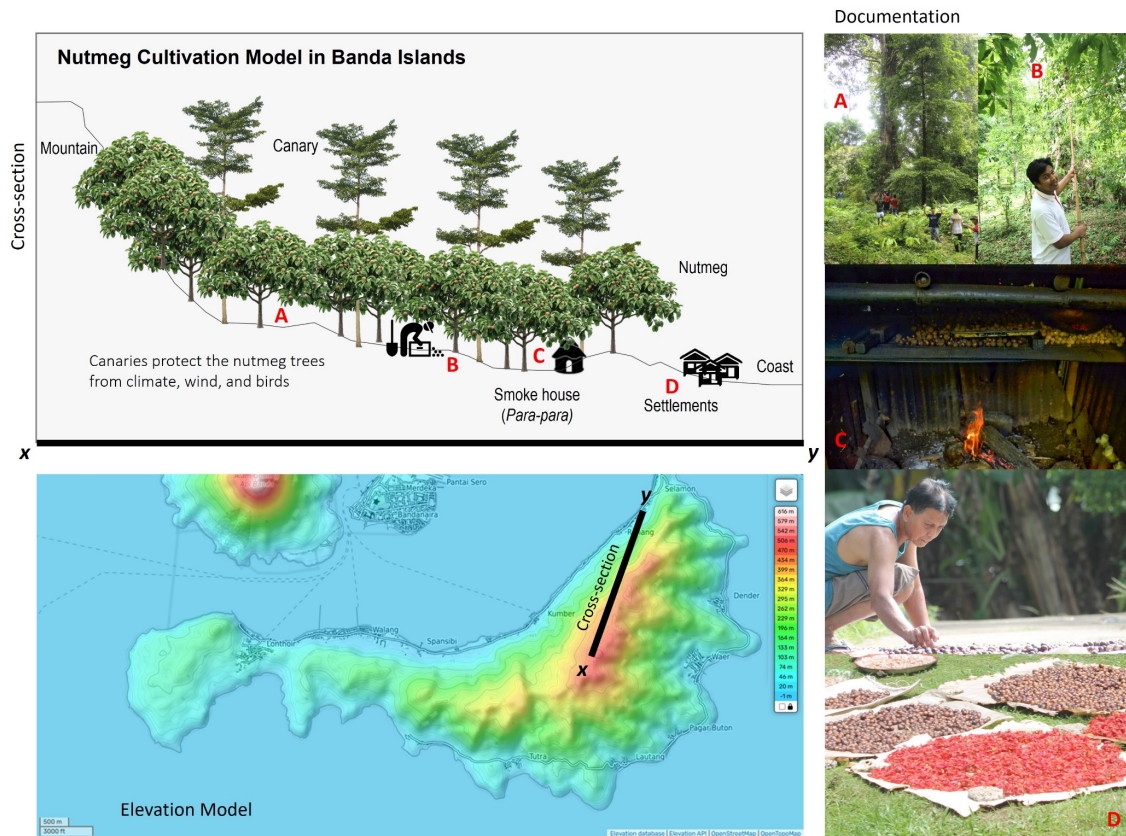 Documentation
Nutmeg Cultivation Model in Banda Islands
Cross-section
Mountain
Canary
Nutmeg
A
B
C
D
Canaries protect the nutmeg trees
from climate, wind, and birds
Smoke house
(Para-para)
Settlements
Coast
x
y
A
B
C
D
Merdeka
Pantai Sero
Bandanaira
Selamon
y
Cross-section
x
Kumber
Dender
Walang
Lonthoir
Spansibi
Waer
Pagar Buton
Tutra
Lautang
616 m
579 m
542 m
506 m
470 m
434 m
399 m
364 m
329 m
295 m
262 m
229 m
196 m
164 m
133 m
103 m
74 m
46 m
20 m
-1 m
Elevation Model
500 m
3000 ft
Elevation database | Elevation API | OpenStreetMap | OpenTopoMap